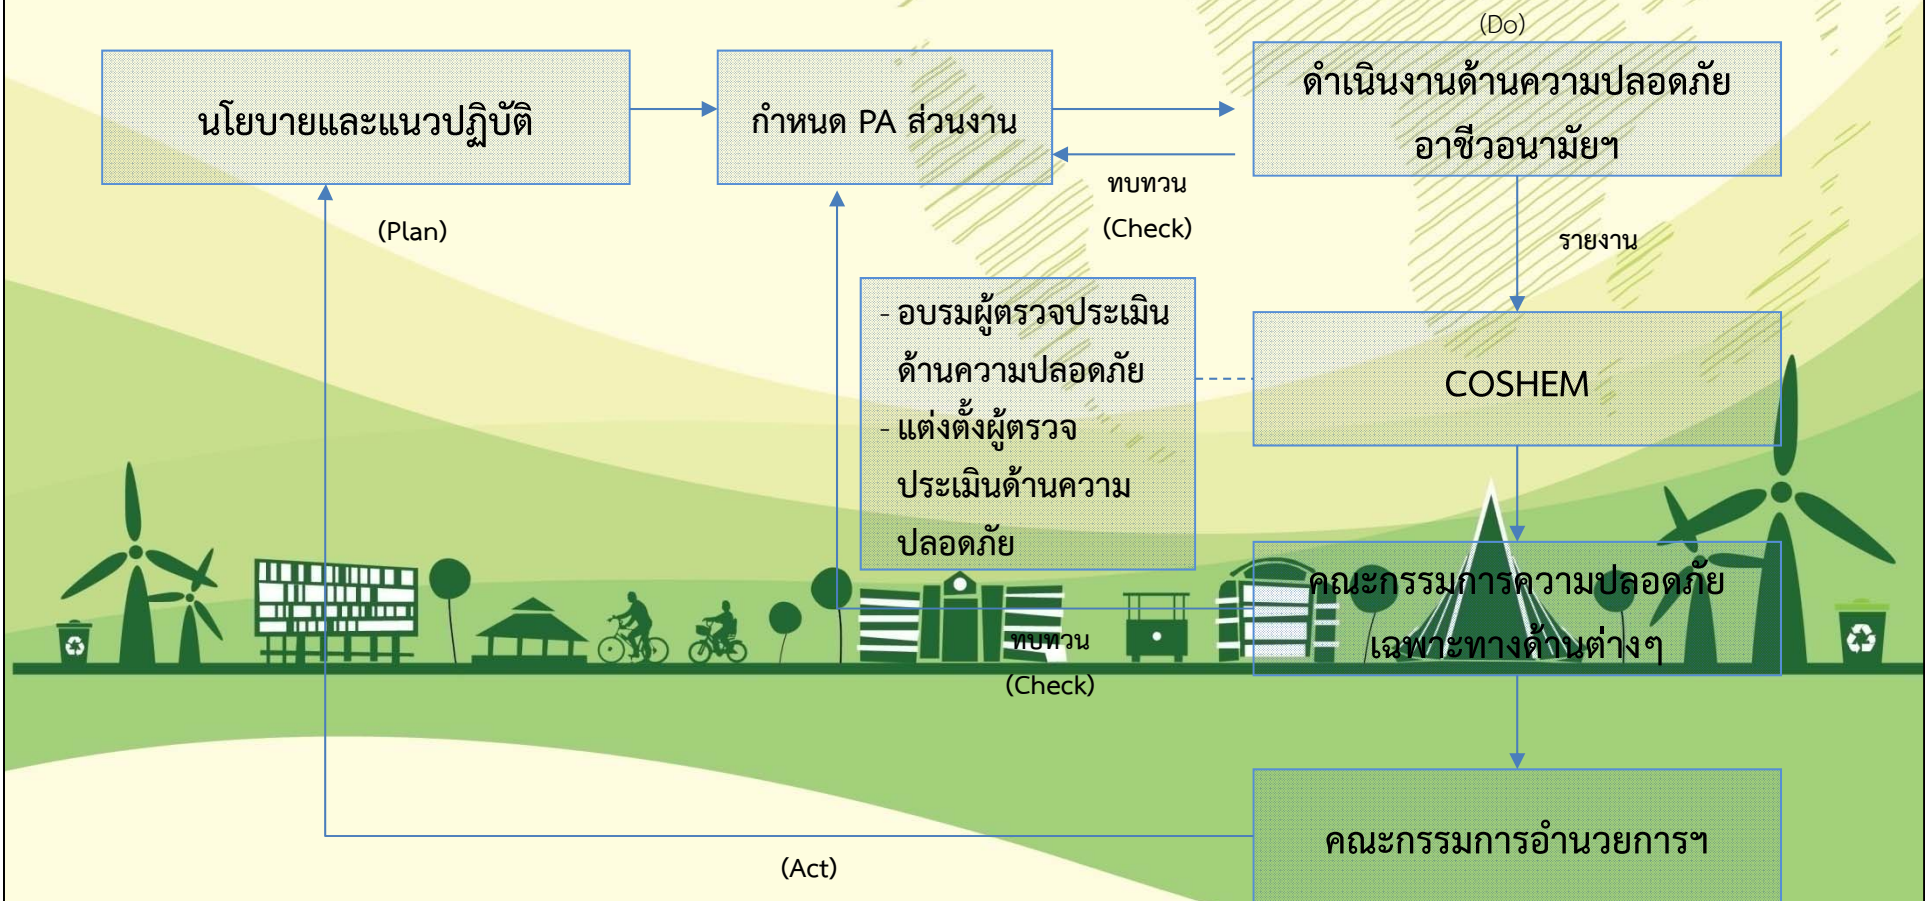 (Do)
นโยบายและแนวปฏิบัติ
กำหนด PA ส่วนงาน
ดำเนินงานด้านความปลอดภัย
อาชีวอนามัยฯ
ทบทวน
(Check)
(Plan)
รายงาน
- อบรมผู้ตรวจประเมิน
ด้านความปลอดภัย
- แต่งตั้งผู้ตรวจ
ประเมินด้านความ
ปลอดภัย
COSHEM
คณะกรรมการความปลอดภัย
เฉพาะทางด้านต่างๆ
ทบทวน
(Check)
คณะกรรมการอำนวยการฯ
(Act)